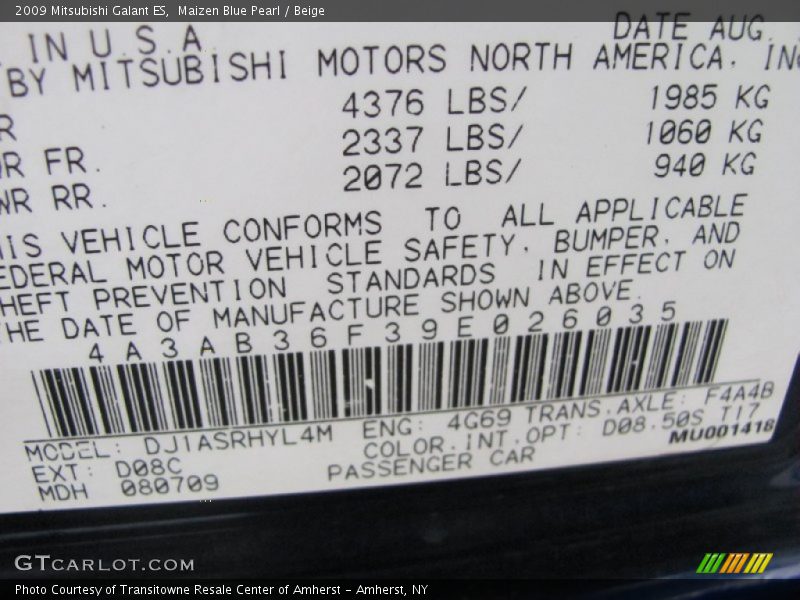 2009 Mitsubishi Galant ES,  Maizen Blue Pearl / Beige
IN U.S.A. DATE AUG.
BY MITSUBISHI MOTORS NORTH AMERICA. IN
R 4376 LBS/ 1985 KG
FR. 2337 LBS/ 1060 KG
RR. 2072 LBS/ 940 KG
IS VEHICLE CONFORMS TO ALL APPLICABLE
EDERAL MOTOR VEHICLE SAFETY. BUMPER. AND
HEFT PREVENTION STANDARDS IN EFFECT ON
HE DATE OF MANUFACTURE SHOWN ABOVE.
4A3AB36F39E026035
MODEL: DJ1ASRHYL4M ENG: 4G69 TRANS.AXLE: F4A4B
EXT: D08C COLOR.INT.OPT: D08.50S T17
MDH 080709 PASSENGER CAR MU001418
GTCARLOT.COM
Photo Courtesy of Transitowne Resale Center of Amherst – Amherst, NY